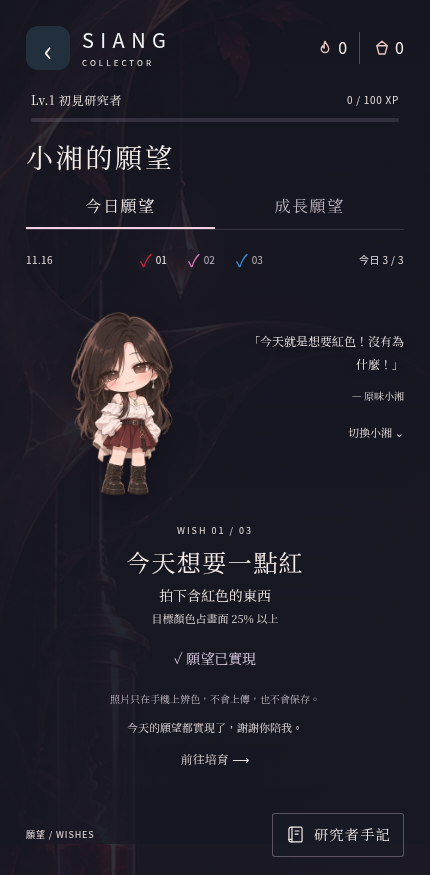 ‹ SIANG 0 0
COLLECTOR
Lv.1 初見研究者 0 / 100 XP
小湘的願望
今日願望 成長願望
11.16 ✓ 01 ✓ 02 ✓ 03 今日 3 / 3
「今天就是想要紅色！沒有為
什麼！」
— 原味小湘
切換小湘 ⌄
WISH 01 / 03
今天想要一點紅
拍下含紅色的東西
目標顏色占畫面 25% 以上
✓ 願望已實現
照片只在手機上辨色，不會上傳，也不會保存。
今天的願望都實現了，謝謝你陪我。
前往培育 ⟶
願望 / WISHES 研究者手記